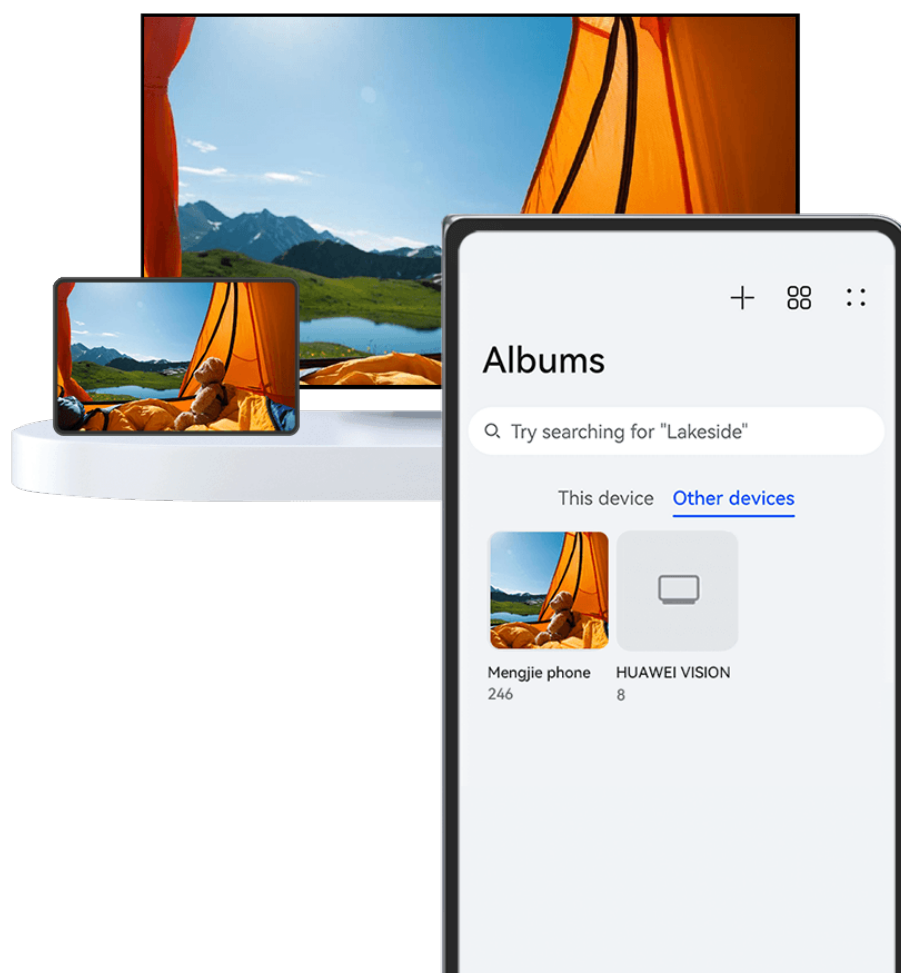 Albums
Try searching for "Lakeside"
This device Other devices
Mengjie phone HUAWEI VISION
246 8